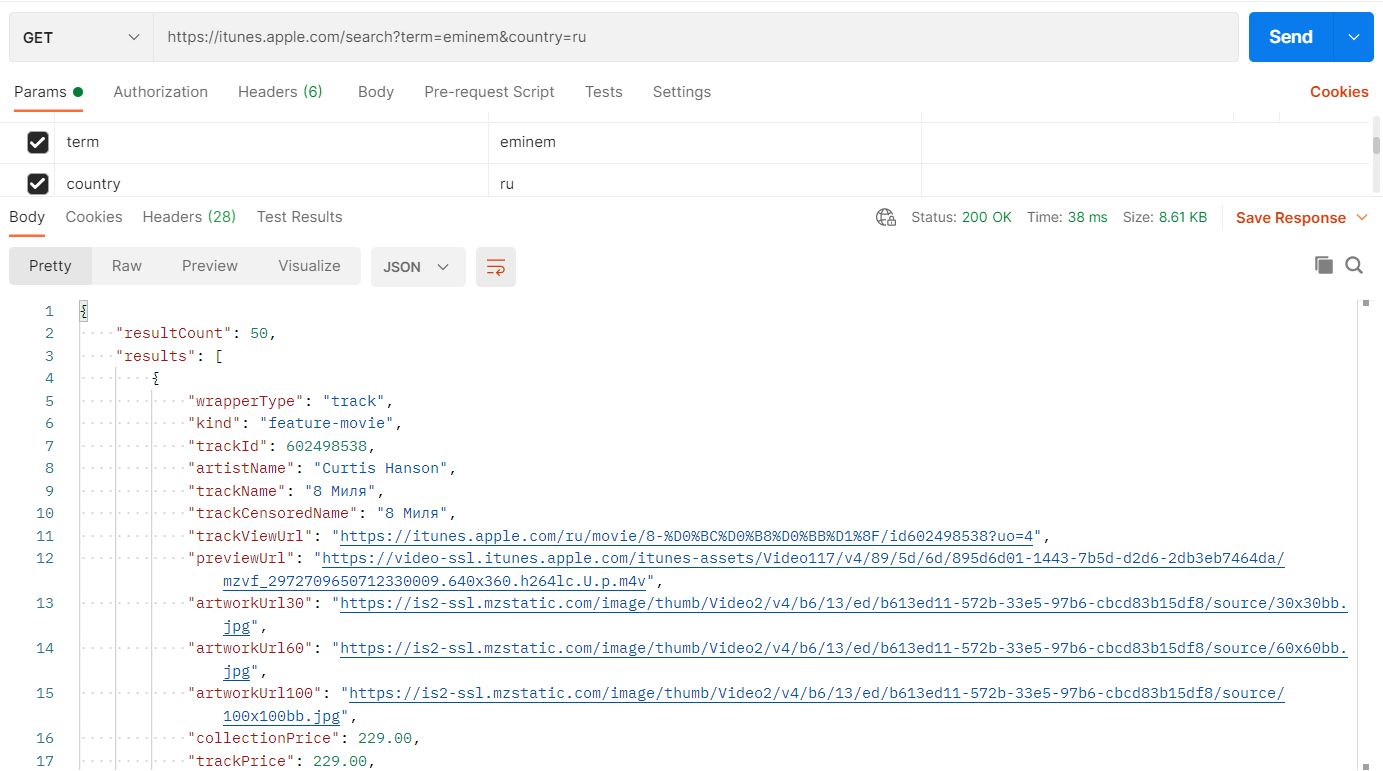 GET https://itunes.apple.com/search?term=eminem&country=ru Send
Params Authorization Headers (6) Body Pre-request Script Tests Settings Cookies
term eminem
country ru
Body Cookies Headers (28) Test Results Status: 200 OK Time: 38 ms Size: 8.61 KB Save Response
Pretty Raw Preview Visualize JSON
1 {
2 "resultCount": 50,
3 "results": [
4 {
5 "wrapperType": "track",
6 "kind": "feature-movie",
7 "trackId": 602498538,
8 "artistName": "Curtis Hanson",
9 "trackName": "8 Миля",
10 "trackCensoredName": "8 Миля",
11 "trackViewUrl": "https://itunes.apple.com/ru/movie/8-%D0%BC%D0%B8%D0%BB%D1%8F/id602498538?uo=4",
12 "previewUrl": "https://video-ssl.itunes.apple.com/itunes-assets/Video117/v4/89/5d/6d/895d6d01-1443-7b5d-d2d6-2db3eb7464da/
mzvf_2972709650712330009.640x360.h264lc.U.p.m4v",
13 "artworkUrl30": "https://is2-ssl.mzstatic.com/image/thumb/Video2/v4/b6/13/ed/b613ed11-572b-33e5-97b6-cbcd83b15df8/source/30x30bb.
jpg",
14 "artworkUrl60": "https://is2-ssl.mzstatic.com/image/thumb/Video2/v4/b6/13/ed/b613ed11-572b-33e5-97b6-cbcd83b15df8/source/60x60bb.
jpg",
15 "artworkUrl100": "https://is2-ssl.mzstatic.com/image/thumb/Video2/v4/b6/13/ed/b613ed11-572b-33e5-97b6-cbcd83b15df8/source/
100x100bb.jpg",
16 "collectionPrice": 229.00,
17 "trackPrice": 229.00,